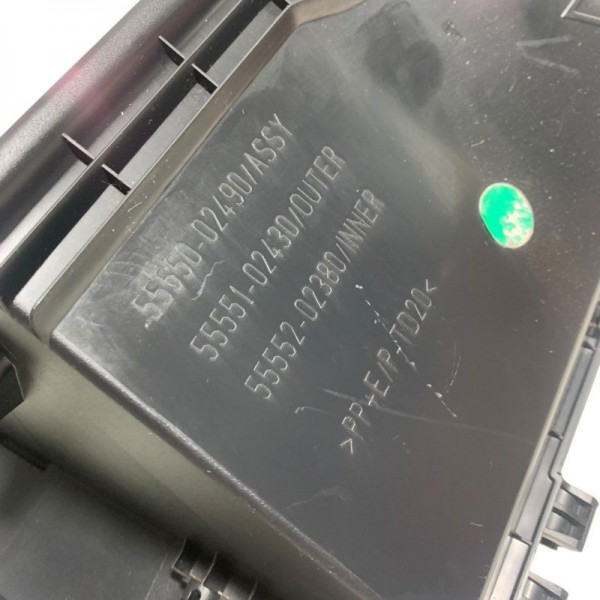 55550-02490/ASSY
55551-02430/OUTER
55552-02380/INNER
>PP+E/P-TD20<